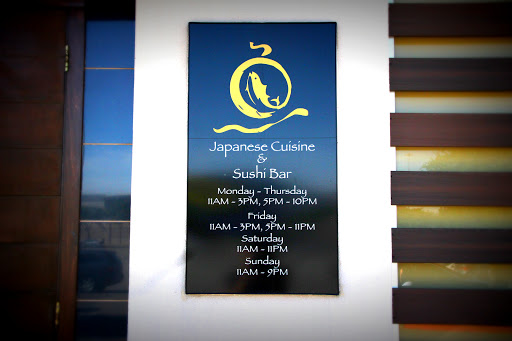 Japanese Cuisine
&
Sushi Bar
Monday - Thursday
11AM - 3PM, 5PM - 10PM
Friday
11AM - 3PM, 5PM - 11PM
Saturday
11AM - 11PM
Sunday
11AM - 9PM